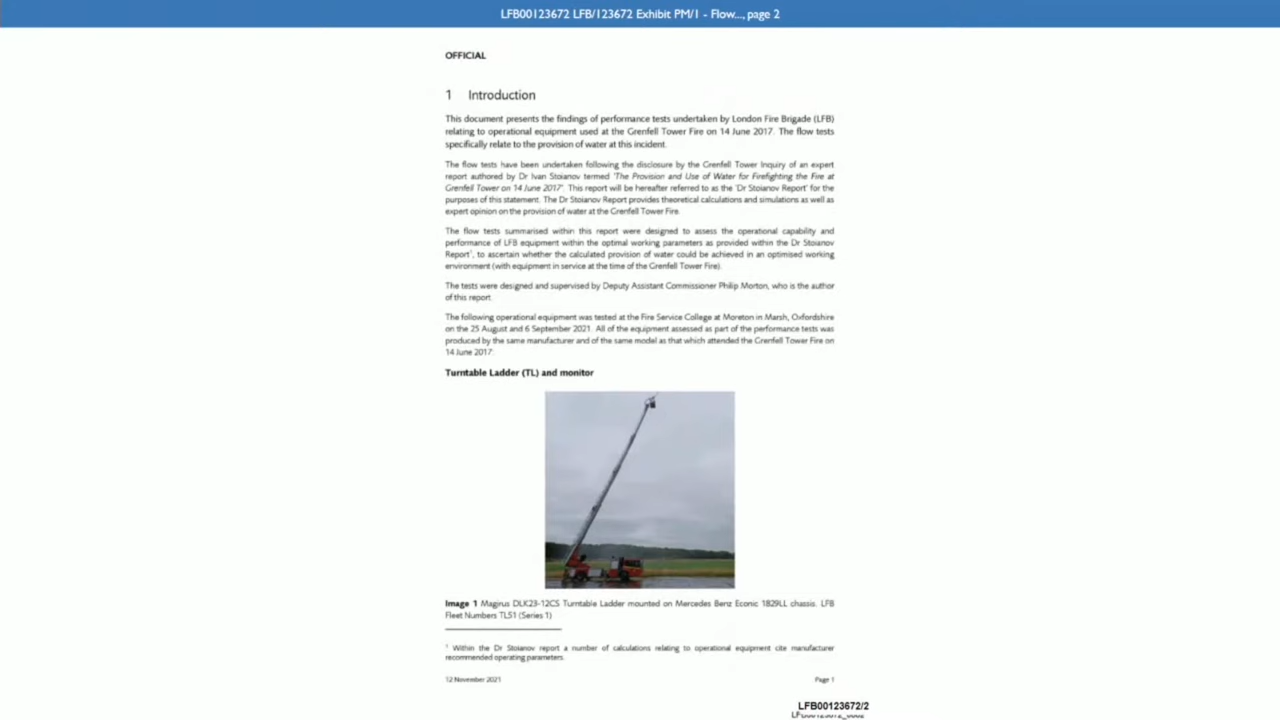 LFB00123672 LFB/123672 Exhibit PM/1 - Flow..., page 2
OFFICIAL
1 Introduction
This document presents the findings of performance tests undertaken by London Fire Brigade (LFB)
relating to operational equipment used at the Grenfell Tower Fire on 14 June 2017. The flow tests
specifically relate to the provision of water at this incident.
The flow tests have been undertaken following the disclosure by the Grenfell Tower Inquiry of an expert
report authored by Dr Ivan Stoianov termed 'The Provision and Use of Water for Firefighting the Fire at
Grenfell Tower on 14 June 2017'. This report will be hereafter referred to as the 'Dr Stoianov Report' for the
purposes of this statement. The Dr Stoianov Report provides theoretical calculations and simulations as well as
expert opinion on the provision of water at the Grenfell Tower Fire.
The flow tests summarised within this report were designed to assess the operational capability and
performance of LFB equipment within the optimal working parameters as provided within the Dr Stoianov
Report¹, to ascertain whether the calculated provision of water could be achieved in an optimised working
environment (with equipment in service at the time of the Grenfell Tower Fire).
The tests were designed and supervised by Deputy Assistant Commissioner Philip Morton, who is the author
of this report.
The following operational equipment was tested at the Fire Service College at Moreton in Marsh, Oxfordshire
on the 25 August and 6 September 2021. All of the equipment assessed as part of the performance tests was
produced by the same manufacturer and of the same model as that which attended the Grenfell Tower Fire on
14 June 2017:
Turntable Ladder (TL) and monitor
Image 1 Magirus DLK23-12CS Turntable Ladder mounted on Mercedes Benz Econic 1829LL chassis. LFB
Fleet Numbers TL51 (Series 1)
¹ Within the Dr Stoianov report a number of calculations relating to operational equipment cite manufacturer
recommended operating parameters.
12 November 2021 Page 1
LFB00123672/2